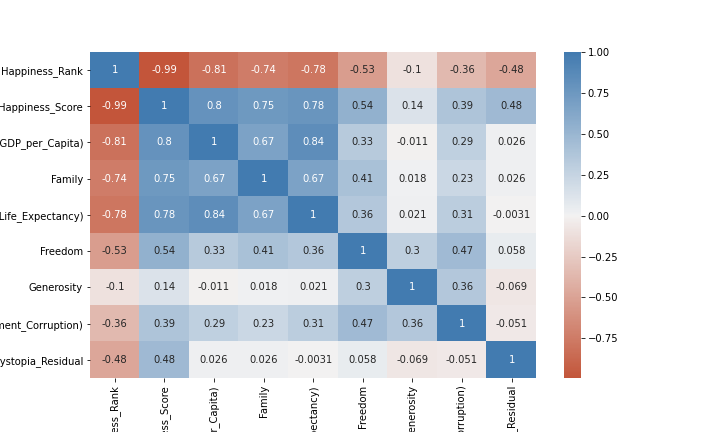 Happiness_Rank 1 -0.99 -0.81 -0.74 -0.78 -0.53 -0.1 -0.36 -0.48
Happiness_Score -0.99 1 0.8 0.75 0.78 0.54 0.14 0.39 0.48
GDP_per_Capita) -0.81 0.8 1 0.67 0.84 0.33 -0.011 0.29 0.026
Family -0.74 0.75 0.67 1 0.67 0.41 0.018 0.23 0.026
Life_Expectancy) -0.78 0.78 0.84 0.67 1 0.36 0.021 0.31 -0.0031
Freedom -0.53 0.54 0.33 0.41 0.36 1 0.3 0.47 0.058
Generosity -0.1 0.14 -0.011 0.018 0.021 0.3 1 0.36 -0.069
ment_Corruption) -0.36 0.39 0.29 0.23 0.31 0.47 0.36 1 -0.051
ystopia_Residual -0.48 0.48 0.026 0.026 -0.0031 0.058 -0.069 -0.051 1
ess_Rank
ss_Score
r_Capita)
Family
pectancy)
Freedom
enerosity
orruption)
_Residual
1.00
0.75
0.50
0.25
0.00
−0.25
−0.50
−0.75